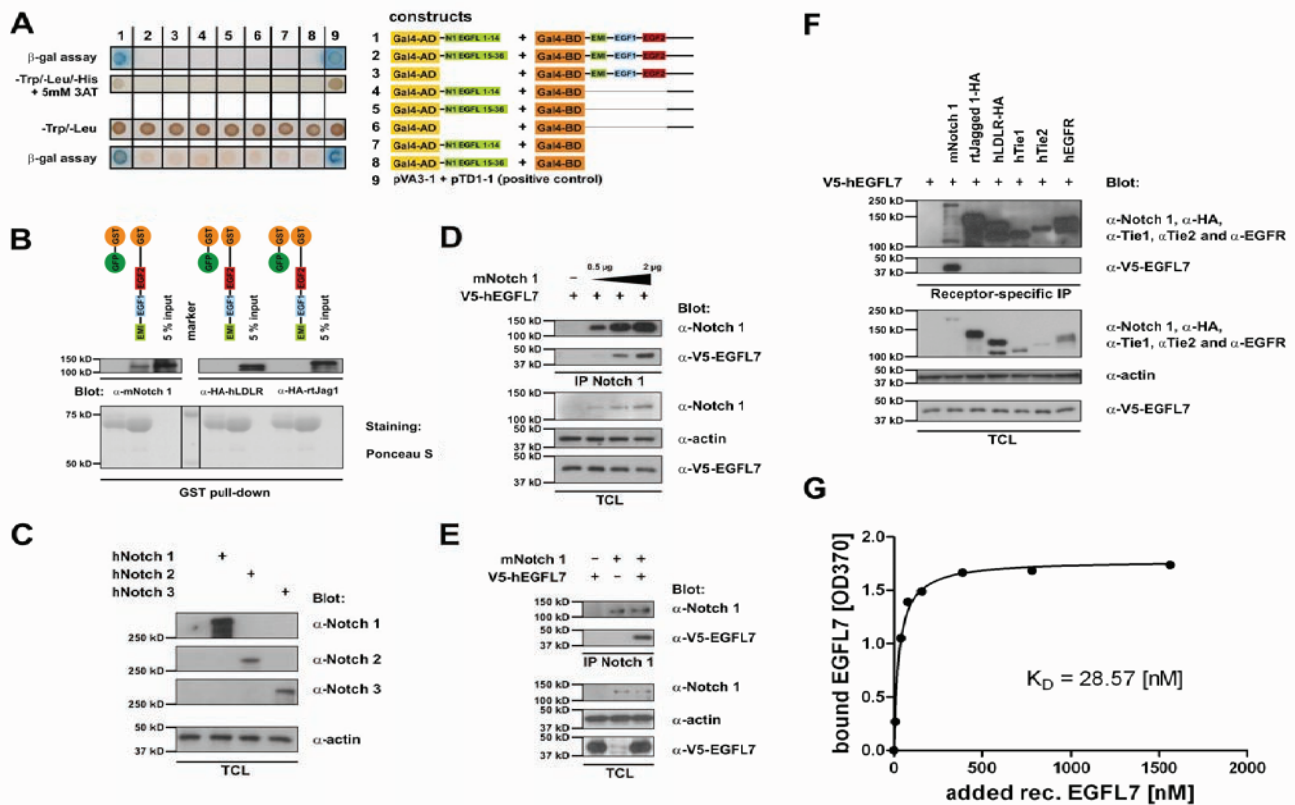 A
1 2 3 4 5 6 7 8 9
β-gal assay
-Trp/-Leu/-His
+ 5mM 3AT
-Trp/-Leu
β-gal assay
constructs
1 Gal4-AD N1 EGFL 1-14 + Gal4-BD EMI EGF1 EGF2
2 Gal4-AD N1 EGFL 15-36 + Gal4-BD EMI EGF1 EGF2
3 Gal4-AD + Gal4-BD EMI EGF1 EGF2
4 Gal4-AD N1 EGFL 1-14 + Gal4-BD
5 Gal4-AD N1 EGFL 15-36 + Gal4-BD
6 Gal4-AD + Gal4-BD
7 Gal4-AD N1 EGFL 1-14 + Gal4-BD
8 Gal4-AD N1 EGFL 15-36 + Gal4-BD
9 pVA3-1 + pTD1-1 (positive control)
B
GST GST GST GST GST GST
GFP GFP GFP
EMI EGF1 EGF2
5 % input
marker
EMI EGF1 EGF2
5 % input
EMI EGF1 EGF2
5 % input
150 kD
100 kD
Blot: α-mNotch 1 α-HA-hLDLR α-HA-rtJag1
75 kD
50 kD
Staining:
Ponceau S
GST pull-down
C
hNotch 1 +
hNotch 2 +
hNotch 3 +
Blot:
250 kD α-Notch 1
250 kD α-Notch 2
250 kD α-Notch 3
50 kD
37 kD
α-actin
TCL
D
0.5 µg 2 µg
mNotch 1 –
V5-hEGFL7 + + + +
Blot:
150 kD
100 kD
α-Notch 1
50 kD
37 kD
α-V5-EGFL7
IP Notch 1
150 kD
100 kD
α-Notch 1
50 kD
37 kD
α-actin
50 kD
37 kD
α-V5-EGFL7
TCL
E
mNotch 1 – + +
V5-hEGFL7 + – +
Blot:
150 kD
100 kD
α-Notch 1
50 kD
37 kD
α-V5-EGFL7
IP Notch 1
150 kD
100 kD
α-Notch 1
50 kD
37 kD
α-actin
50 kD
37 kD
α-V5-EGFL7
TCL
F
mNotch 1
rtJagged 1-HA
hLDLR-HA
hTie1
hTie2
hEGFR
V5-hEGFL7 + + + + + + +
Blot:
250 kD
150 kD
100 kD
α-Notch 1, α-HA,
α-Tie1, αTie2 and α-EGFR
50 kD
37 kD
α-V5-EGFL7
Receptor-specific IP
250 kD
150 kD
100 kD
α-Notch 1, α-HA,
α-Tie1, αTie2 and α-EGFR
50 kD
37 kD
α-actin
50 kD
37 kD
α-V5-EGFL7
TCL
G
bound EGFL7 [OD370]
2.0
1.5
1.0
0.5
0.0
K_D = 28.57 [nM]
0 500 1000 1500 2000
added rec. EGFL7 [nM]